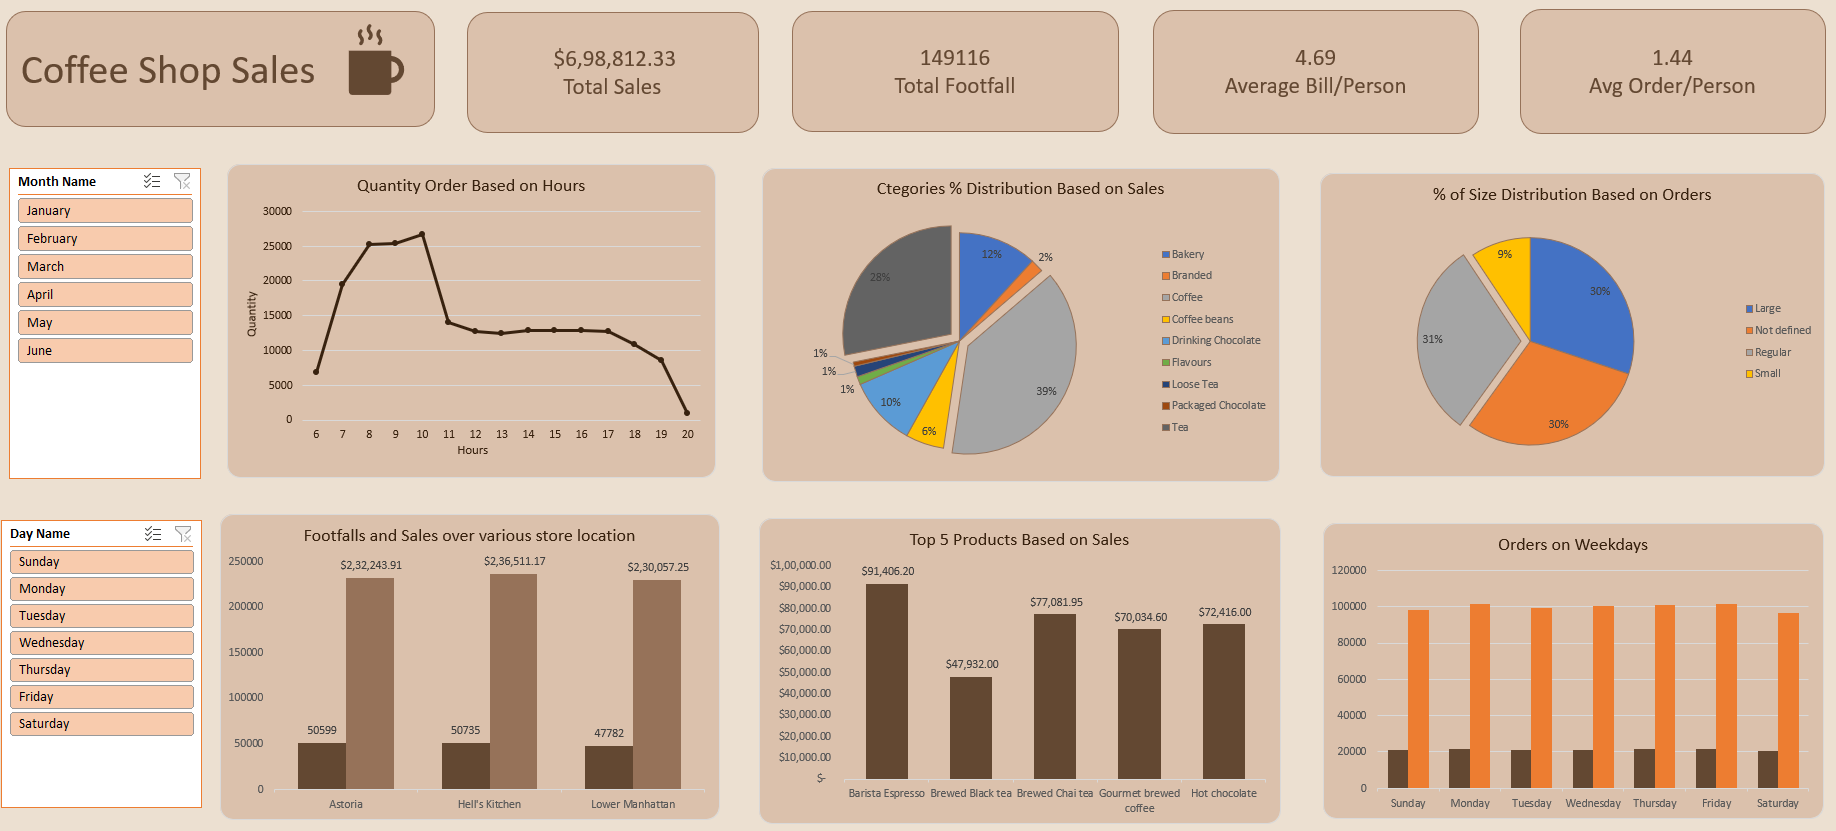 Coffee Shop Sales
$6,98,812.33
Total Sales
149116
Total Footfall
4.69
Average Bill/Person
1.44
Avg Order/Person
Month Name
January
February
March
April
May
June
Quantity Order Based on Hours
30000
25000
20000
15000
10000
5000
0
Quantity
6 7 8 9 10 11 12 13 14 15 16 17 18 19 20
Hours
Ctegories % Distribution Based on Sales
12%
2%
39%
6%
10%
1%
1%
1%
28%
Bakery
Branded
Coffee
Coffee beans
Drinking Chocolate
Flavours
Loose Tea
Packaged Chocolate
Tea
% of Size Distribution Based on Orders
30%
30%
31%
9%
Large
Not defined
Regular
Small
Day Name
Sunday
Monday
Tuesday
Wednesday
Thursday
Friday
Saturday
Footfalls and Sales over various store location
250000
200000
150000
100000
50000
0
$2,32,243.91
$2,36,511.17
$2,30,057.25
50599
50735
47782
Astoria
Hell's Kitchen
Lower Manhattan
Top 5 Products Based on Sales
$1,00,000.00
$90,000.00
$80,000.00
$70,000.00
$60,000.00
$50,000.00
$40,000.00
$30,000.00
$20,000.00
$10,000.00
$-
$91,406.20
$47,932.00
$77,081.95
$70,034.60
$72,416.00
Barista Espresso
Brewed Black tea
Brewed Chai tea
Gourmet brewed
coffee
Hot chocolate
Orders on Weekdays
120000
100000
80000
60000
40000
20000
0
Sunday
Monday
Tuesday
Wednesday
Thursday
Friday
Saturday